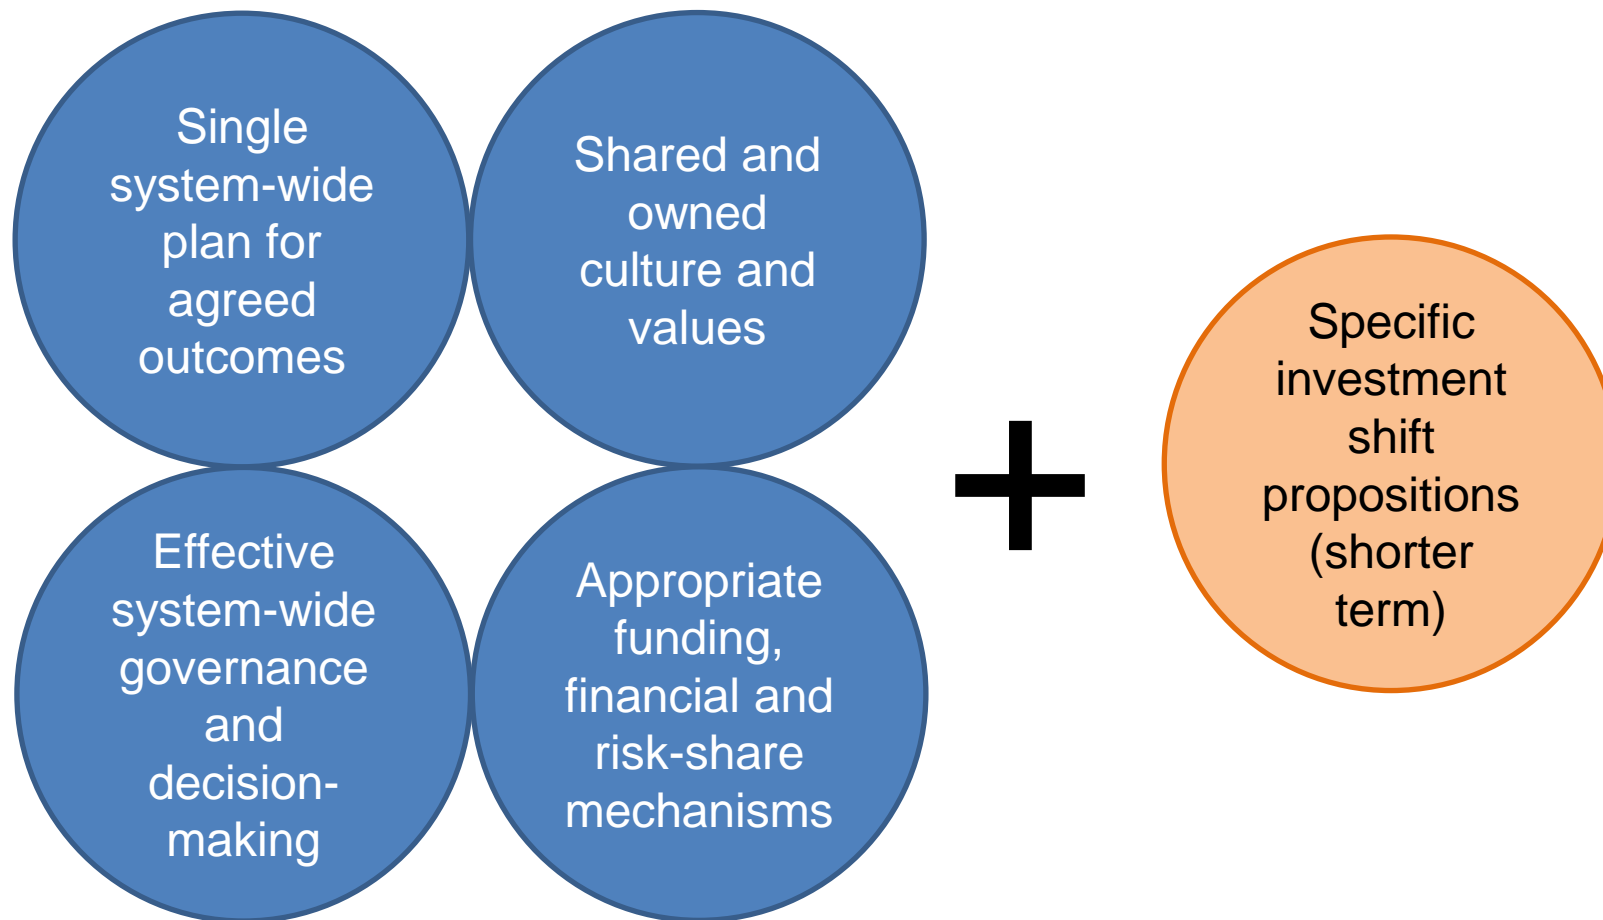 Single
system-wide
plan for
agreed
outcomes
Shared and
owned
culture and
values
Effective
system-wide
governance
and
decision-
making
Appropriate
funding,
financial and
risk-share
mechanisms
+
Specific
investment
shift
propositions
(shorter
term)